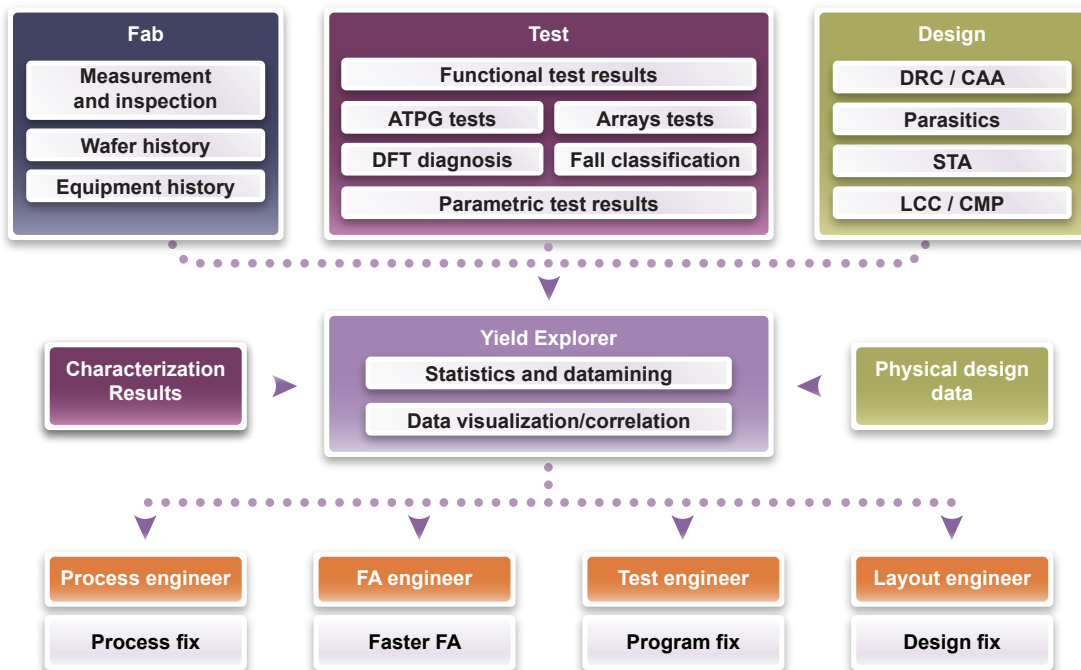 Fab
Measurement
and inspection
Wafer history
Equipment history
Test
Functional test results
ATPG tests
Arrays tests
DFT diagnosis
Fall classification
Parametric test results
Design
DRC / CAA
Parasitics
STA
LCC / CMP
Characterization
Results
Yield Explorer
Statistics and datamining
Data visualization/correlation
Physical design
data
Process engineer
Process fix
FA engineer
Faster FA
Test engineer
Program fix
Layout engineer
Design fix